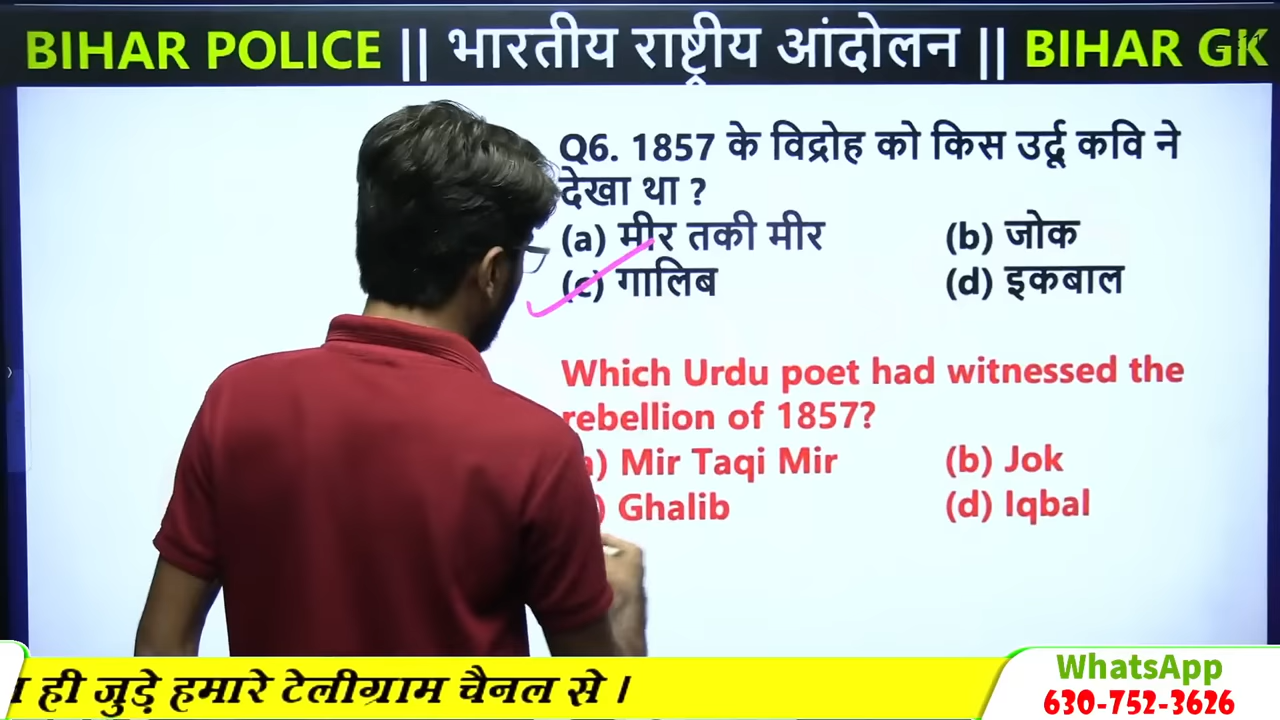 BIHAR POLICE || भारतीय राष्ट्रीय आंदोलन || BIHAR GK
Q6. 1857 के विद्रोह को किस उर्दू कवि ने
देखा था ?
(a) मीर तकी मीर (b) जोक
(c) गालिब (d) इकबाल
Which Urdu poet had witnessed the
rebellion of 1857?
a) Mir Taqi Mir (b) Jok
) Ghalib (d) Iqbal
ही जुड़े हमारे टेलीग्राम चैनल से ।
WhatsApp
630-752-3626